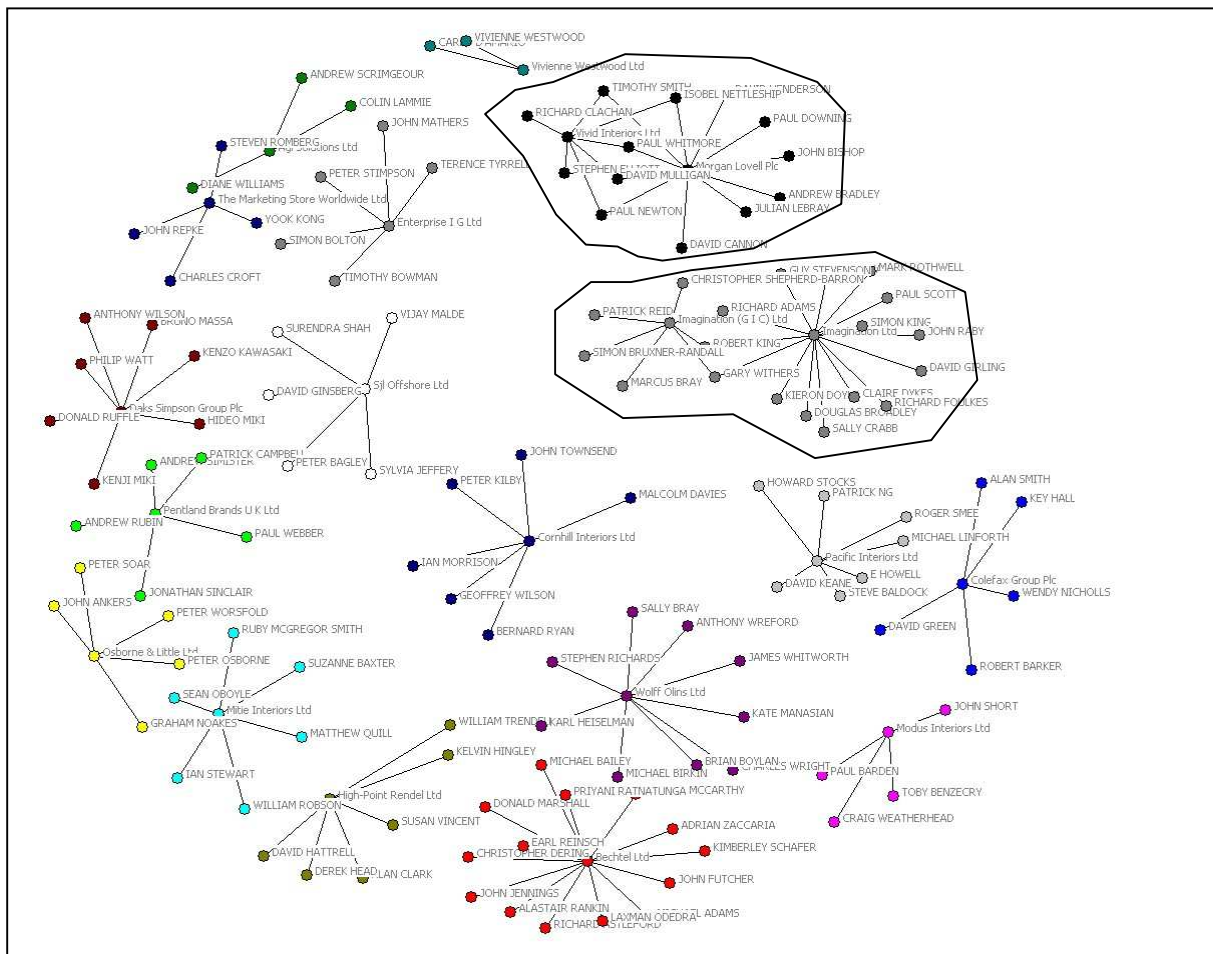 VIVIENNE WESTWOOD
Vivienne Westwood Ltd
ANDREW SCRIMGEOUR
COLIN LAMMIE
JOHN MATHERS
STEVEN ROMBERG
Agi Solutions Ltd
PETER STIMPSON
TERENCE TYRRELL
DIANE WILLIAMS
The Marketing Store Worldwide Ltd
YOOK KONG
Enterprise I G Ltd
JOHN REPKE
SIMON BOLTON
CHARLES CROFT
TIMOTHY BOWMAN
TIMOTHY SMITH
HENDERSON
ISOBEL NETTLESHIP
RICHARD CLACHAN
PAUL DOWNING
Vivid Interiors Ltd
PAUL WHITMORE
JOHN BISHOP
STEPHEN ELLIOTT
Morgan Lovell Plc
DAVID MULLIGAN
ANDREW BRADLEY
PAUL NEWTON
JULIAN LEBRAY
DAVID CANNON
GUY STEVENSON
MARK ROTHWELL
CHRISTOPHER SHEPHERD-BARRON
PAUL SCOTT
RICHARD ADAMS
PATRICK REID
Imagination (G I C) Ltd
SIMON KING
Imagination Ltd
JOHN RABY
ROBERT KING
SIMON BRUXNER-RANDALL
DAVID GIRLING
GARY WITHERS
MARCUS BRAY
KIERON DOYLE
CLAIRE DYKES
RICHARD FOULKES
DOUGLAS BROADLEY
SALLY CRABB
ANTHONY WILSON
BRUNO MASSA
PHILIP WATT
KENZO KAWASAKI
Daks Simpson Group Plc
DONALD RUFFLE
HIDEO MIKI
KENJI MIKI
SURENDRA SHAH
VIJAY MALDE
Sjl Offshore Ltd
DAVID GINSBERG
PETER BAGLEY
SYLVIA JEFFERY
PATRICK CAMPBELL
ANDREW SIMISTER
Pentland Brands U K Ltd
ANDREW RUBIN
PAUL WEBBER
JONATHAN SINCLAIR
JOHN TOWNSEND
PETER KILBY
MALCOLM DAVIES
Cornhill Interiors Ltd
IAN MORRISON
GEOFFREY WILSON
BERNARD RYAN
HOWARD STOCKS
PATRICK NG
ROGER SMEE
MICHAEL LINFORTH
Pacific Interiors Ltd
E HOWELL
DAVID KEANE
STEVE BALDOCK
ALAN SMITH
KEY HALL
Colefax Group Plc
WENDY NICHOLLS
DAVID GREEN
ROBERT BARKER
PETER SOAR
JOHN ANKERS
PETER WORSFOLD
Osborne & Little Ltd
PETER OSBORNE
GRAHAM NOAKES
RUBY MCGREGOR SMITH
SUZANNE BAXTER
SEAN OBOYLE
Mitie Interiors Ltd
MATTHEW QUILL
IAN STEWART
WILLIAM ROBSON
SALLY BRAY
ANTHONY WREFORD
STEPHEN RICHARDS
JAMES WHITWORTH
Wolff Olins Ltd
KARL HEISELMAN
KATE MANASIAN
BRIAN BOYLAN
CHARLES WRIGHT
MICHAEL BIRKIN
JOHN SHORT
Modus Interiors Ltd
PAUL BARDEN
TOBY BENZECRY
CRAIG WEATHERHEAD
WILLIAM TRENDELL
KELVIN HINGLEY
High-Point Rendel Ltd
SUSAN VINCENT
DAVID HATTRELL
DEREK HEAD
ALAN CLARK
MICHAEL BAILEY
PRIYANI RATNATUNGA
MCCARTHY
DONALD MARSHALL
ADRIAN ZACCARIA
EARL REINSCH
CHRISTOPHER DERING
KIMBERLEY SCHAFER
Bechtel Ltd
JOHN FUTCHER
JOHN JENNINGS
ALASTAIR RANKIN
ADAMS
LAXMAN ODEDRA
RICHARD ASTLEFORD